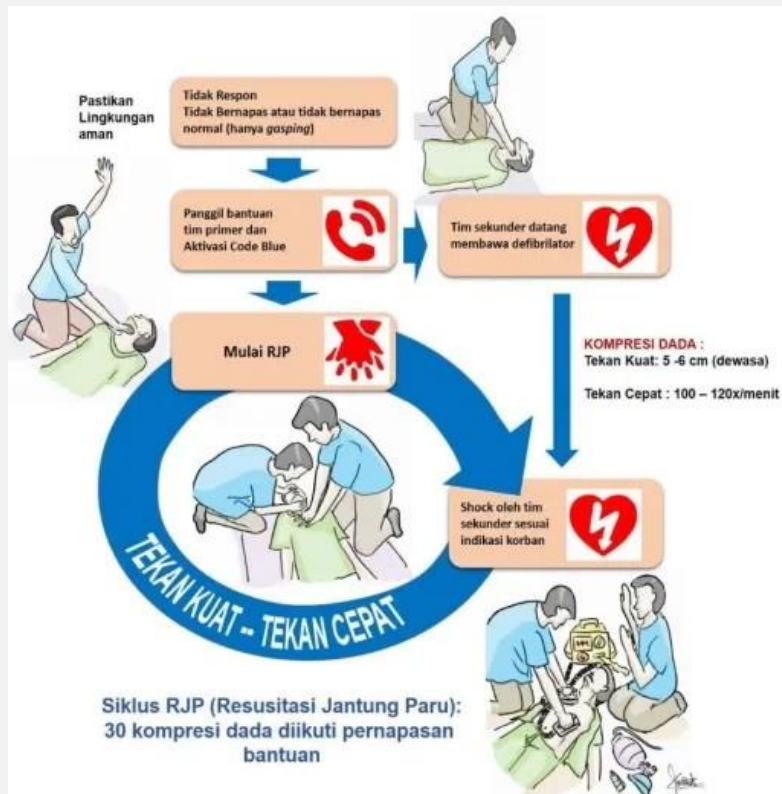 Pastikan
Lingkungan
aman
Tidak Respon
Tidak Bernapas atau tidak bernapas
normal (hanya gasping)
Panggil bantuan
tim primer dan
Aktivasi Code Blue
Tim sekunder datang
membawa defibrilator
Mulai RJP
KOMPRESI DADA :
Tekan Kuat: 5 -6 cm (dewasa)
Tekan Cepat : 100 – 120x/menit
Shock oleh tim
sekunder sesuai
indikasi korban
TEKAN KUAT -- TEKAN CEPAT
Siklus RJP (Resusitasi Jantung Paru):
30 kompresi dada diikuti pernapasan
bantuan